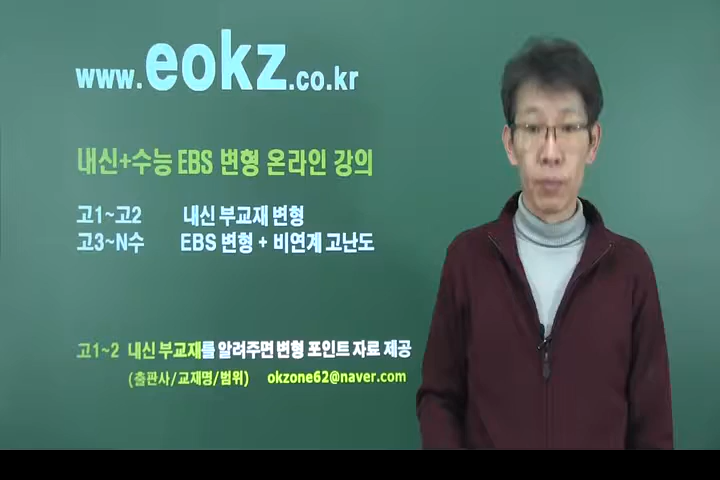 www.eokz.co.kr
내신+수능 EBS 변형 온라인 강의
고1~고2 내신 부교재 변형
고3~N수 EBS 변형 + 비연계 고난도
고1~2 내신 부교재를 알려주면 변형 포인트 자료 제공
(출판사/교재명/범위) okzone62@naver.com